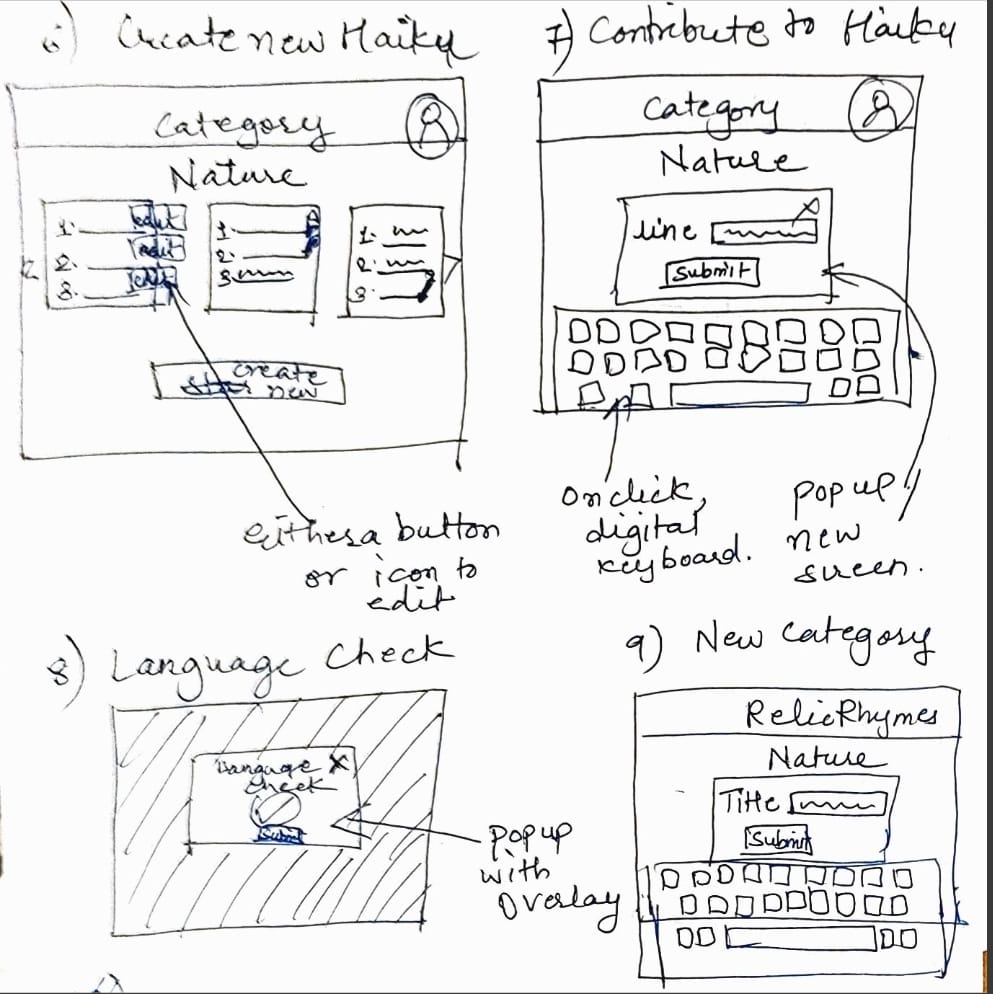 6) Create new Haiku
Category
Nature
1. edit
2. edit
3. edit
1.
2.
3.
1.
2.
3.
create
new
either a button
or icon to
edit
7) Contribute to Haiku
Category
Nature
X
Line
Submit
On click,
digital
keyboard.
Pop up
new
screen.
8) Language Check
Language X
Check
Submit
Popup
with
Overlay
9) New Category
RelicRhymes
Nature
Title
Submit